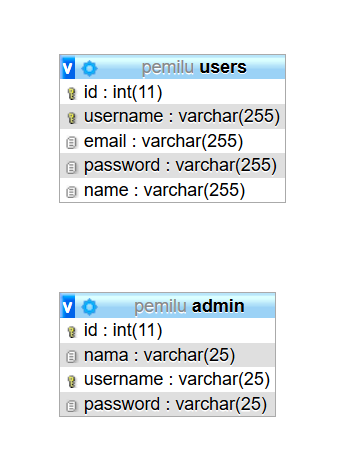 v pemilu users
id : int(11)
username : varchar(255)
email : varchar(255)
password : varchar(255)
name : varchar(255)
v pemilu admin
id : int(11)
nama : varchar(25)
username : varchar(25)
password : varchar(25)